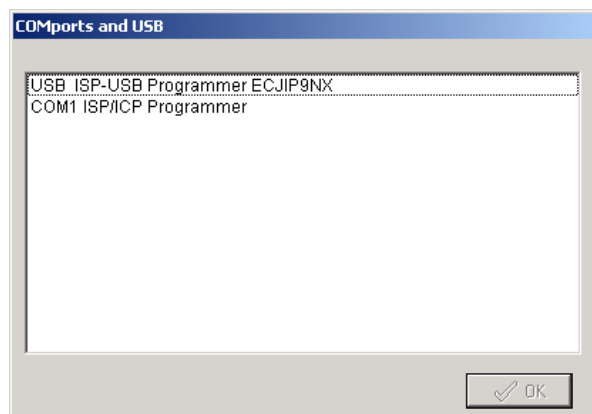 COMports and USB
USB ISP-USB Programmer ECJIP9NX
COM1 ISP/ICP Programmer
OK